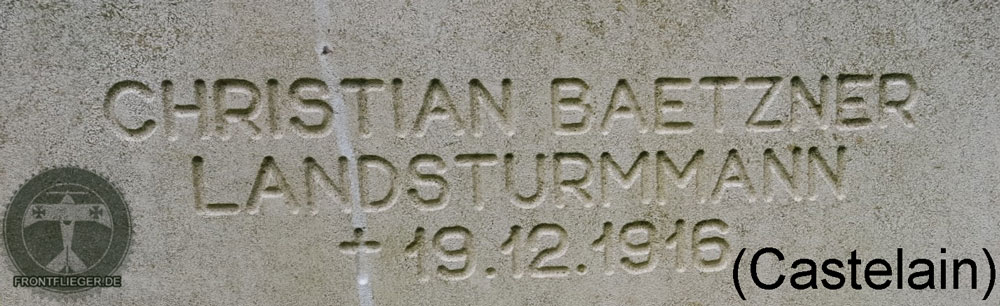 CHRISTIAN BAETZNER
LANDSTURMMANN
+ 19.12.1916
(Castelain)
FRONTFLIEGER.DE